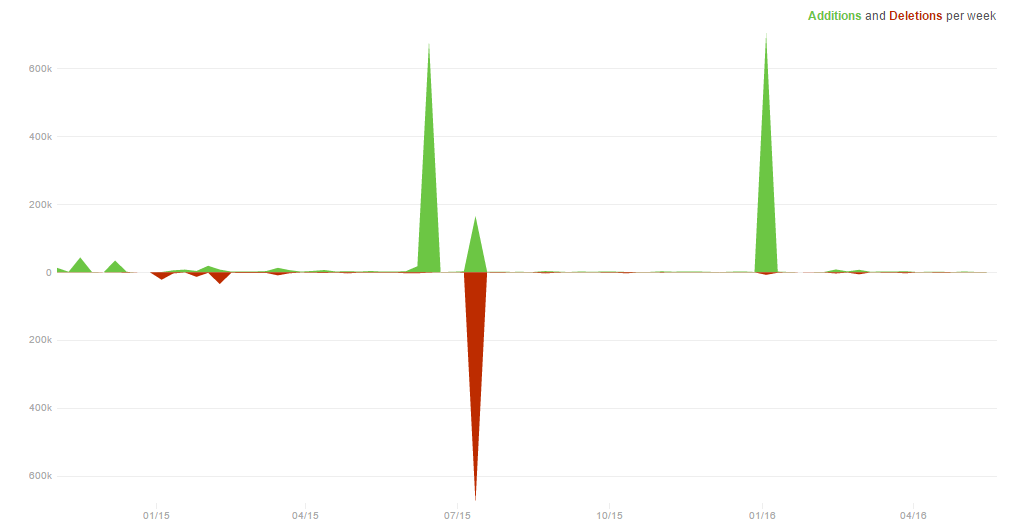 Additions and Deletions per week
600k
400k
200k
0
200k
400k
600k
01/15
04/15
07/15
10/15
01/16
04/16